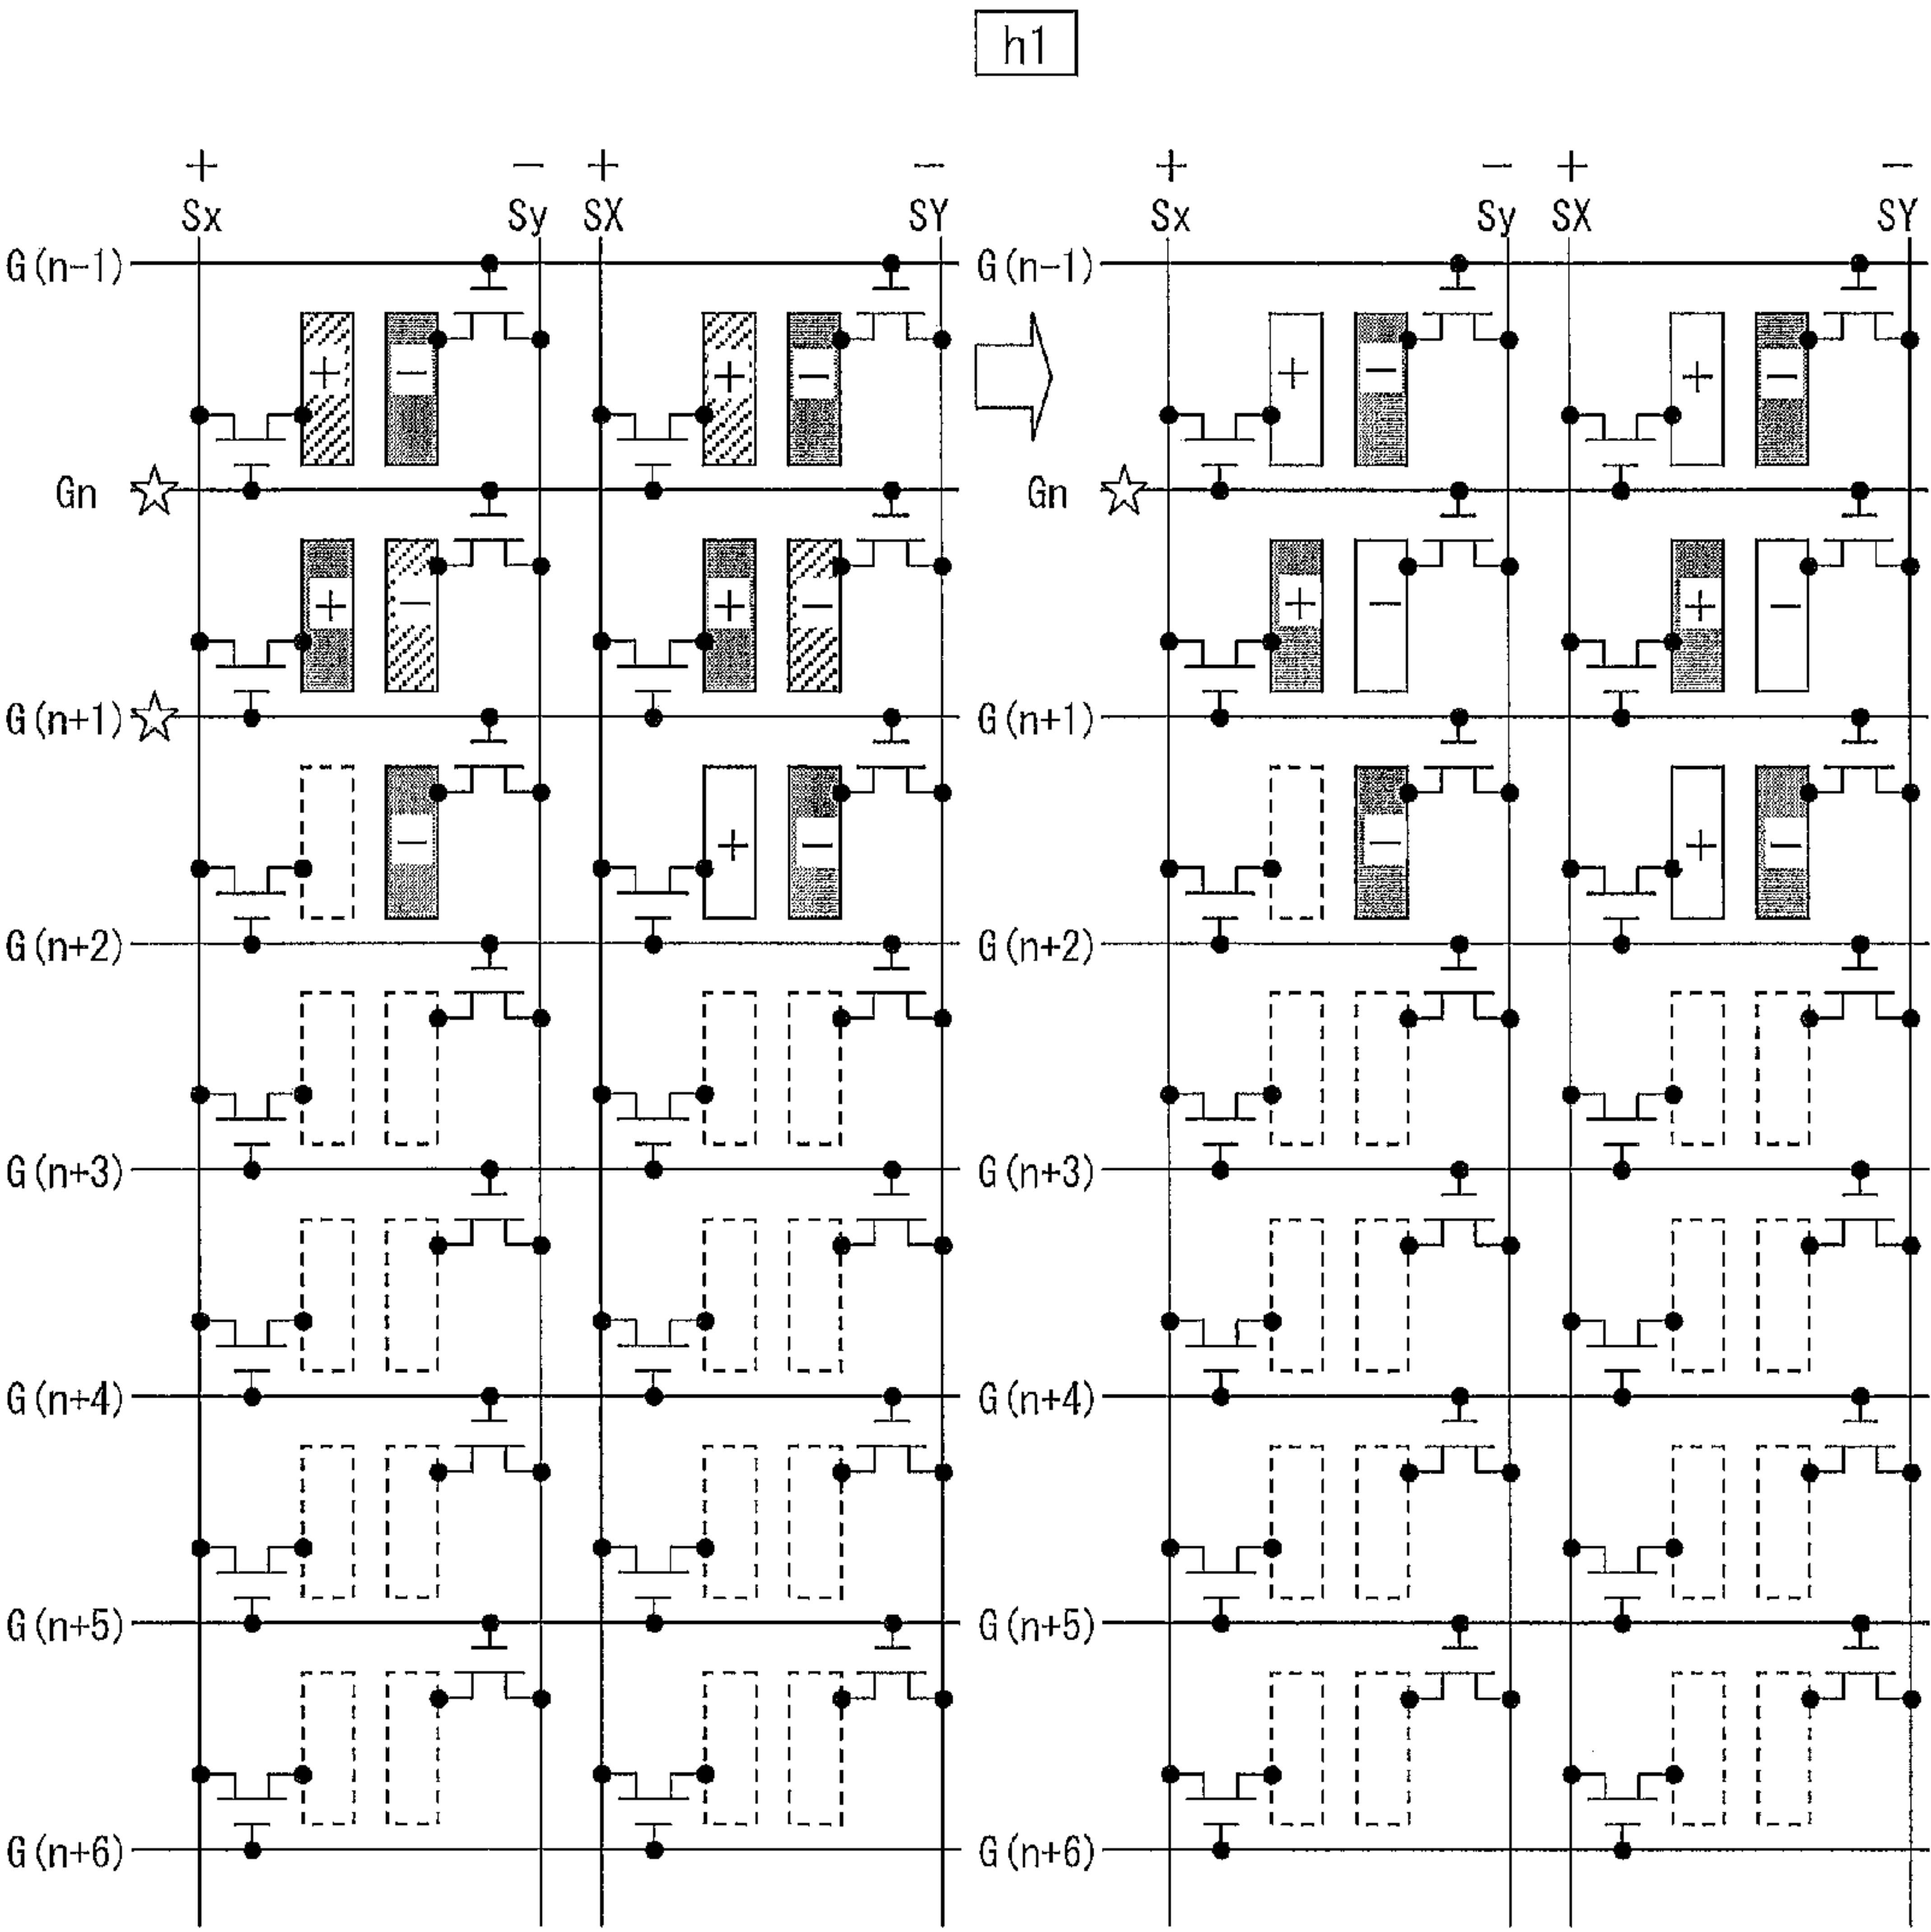 h1
+ − + − + − + −
Sx Sy SX SY Sx Sy SX SY
G(n-1) G(n-1)
+ − + − + − + −
Gn ☆ Gn ☆
+ − + − + − + −
G(n+1) ☆ G(n+1)
− + − − + −
G(n+2) G(n+2)
G(n+3) G(n+3)
G(n+4) G(n+4)
G(n+5) G(n+5)
G(n+6) G(n+6)